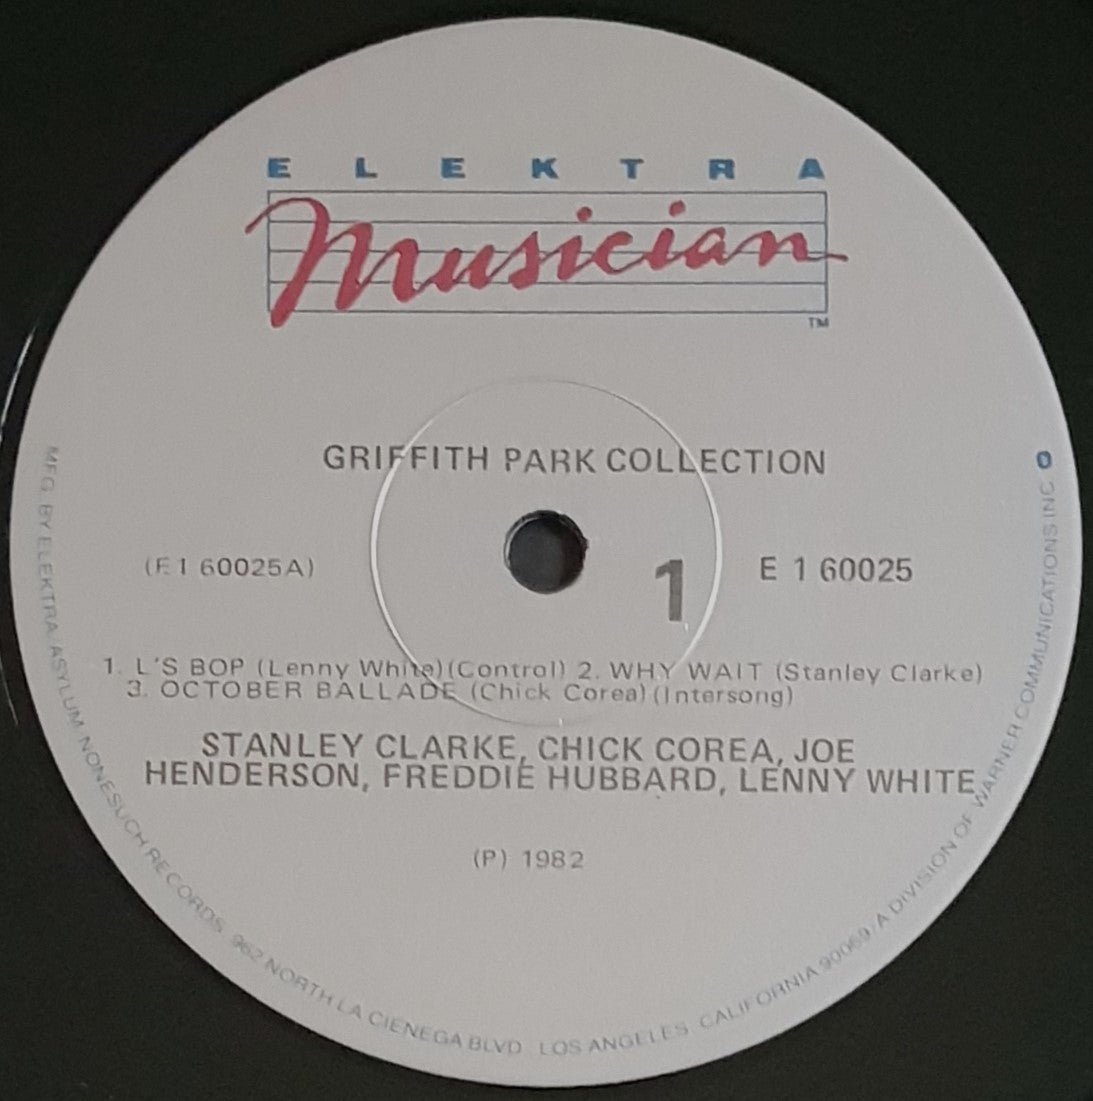 ELEKTRA
Musician
TM
GRIFFITH PARK COLLECTION
(E1 60025A)
1
E 1 60025
1. L'S BOP (Lenny White)(Control) 2. WHY WAIT (Stanley Clarke)
3. OCTOBER BALLADE (Chick Corea)(Intersong)
STANLEY CLARKE, CHICK COREA, JOE
HENDERSON, FREDDIE HUBBARD, LENNY WHITE
(P) 1982
MFG. BY ELEKTRA/ASYLUM/NONESUCH RECORDS, 962 NORTH LA CIENEGA BLVD. LOS ANGELES, CALIFORNIA 90069/A DIVISION OF WARNER COMMUNICATIONS INC.